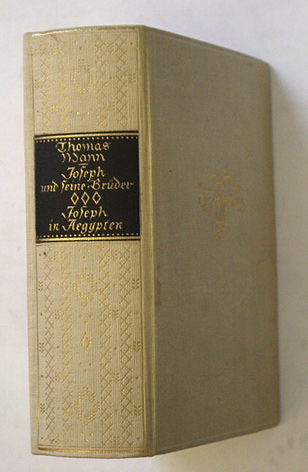 Thomas
Mann
Joseph
und seine Brüder
Joseph
in Aegypten